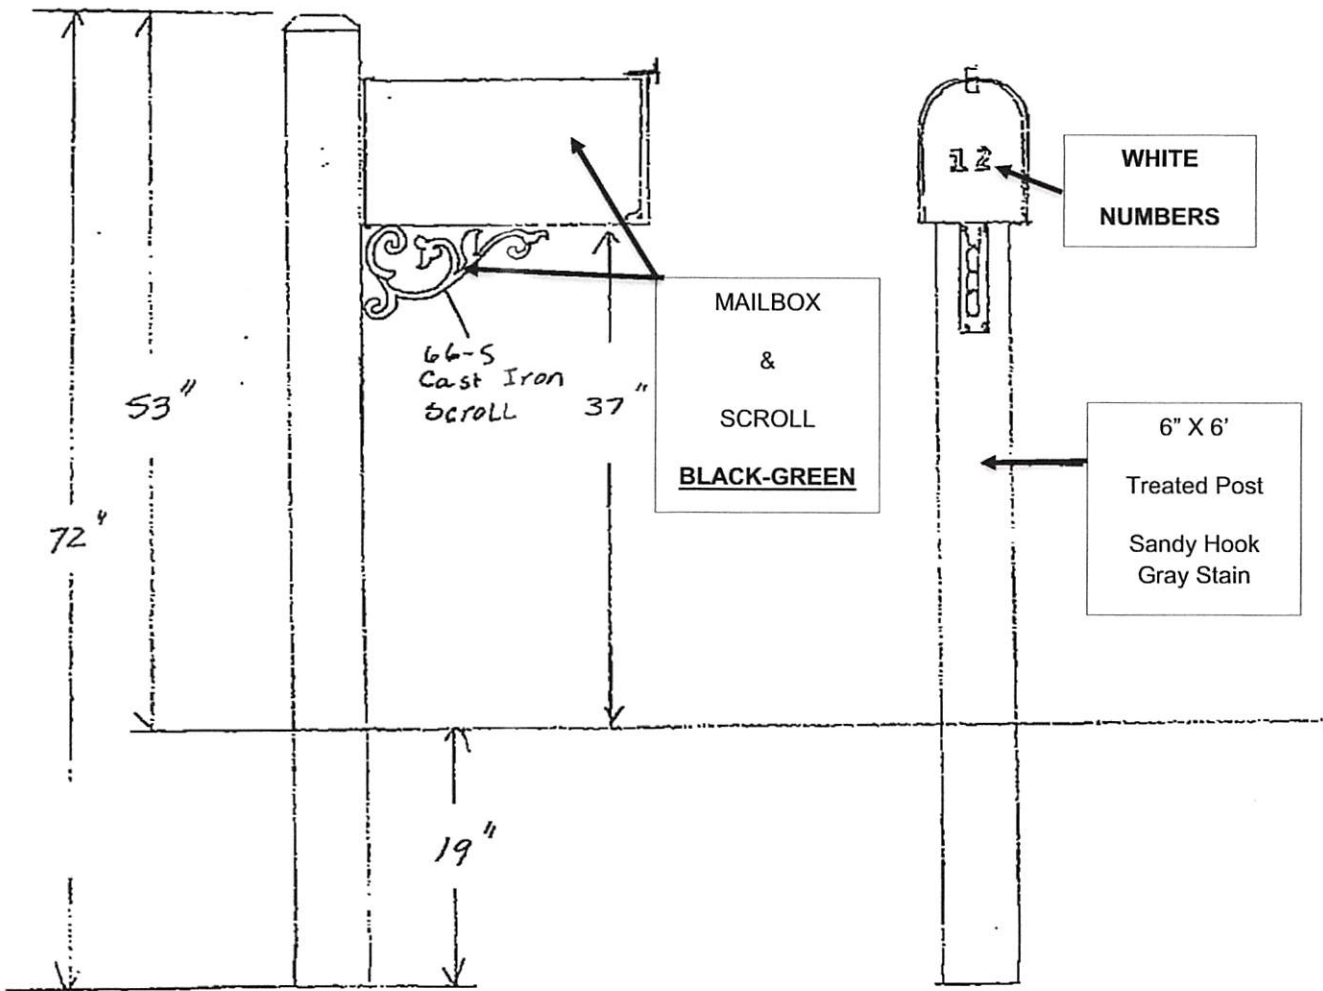 12
WHITE
NUMBERS
MAILBOX
&
SCROLL
BLACK-GREEN
66-S
Cast Iron
Scroll
53"
37"
6” X 6’
Treated Post
Sandy Hook
Gray Stain
72"
19"